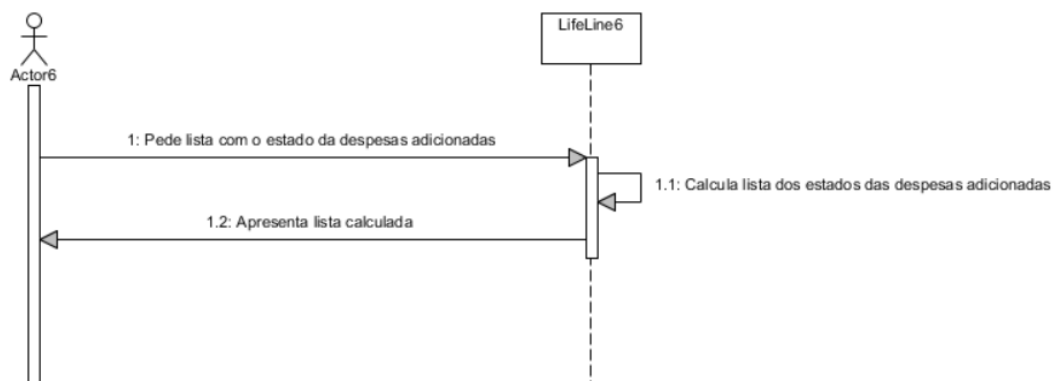 LifeLine6
Actor6
1: Pede lista com o estado da despesas adicionadas
1.1: Calcula lista dos estados das despesas adicionadas
1.2: Apresenta lista calculada